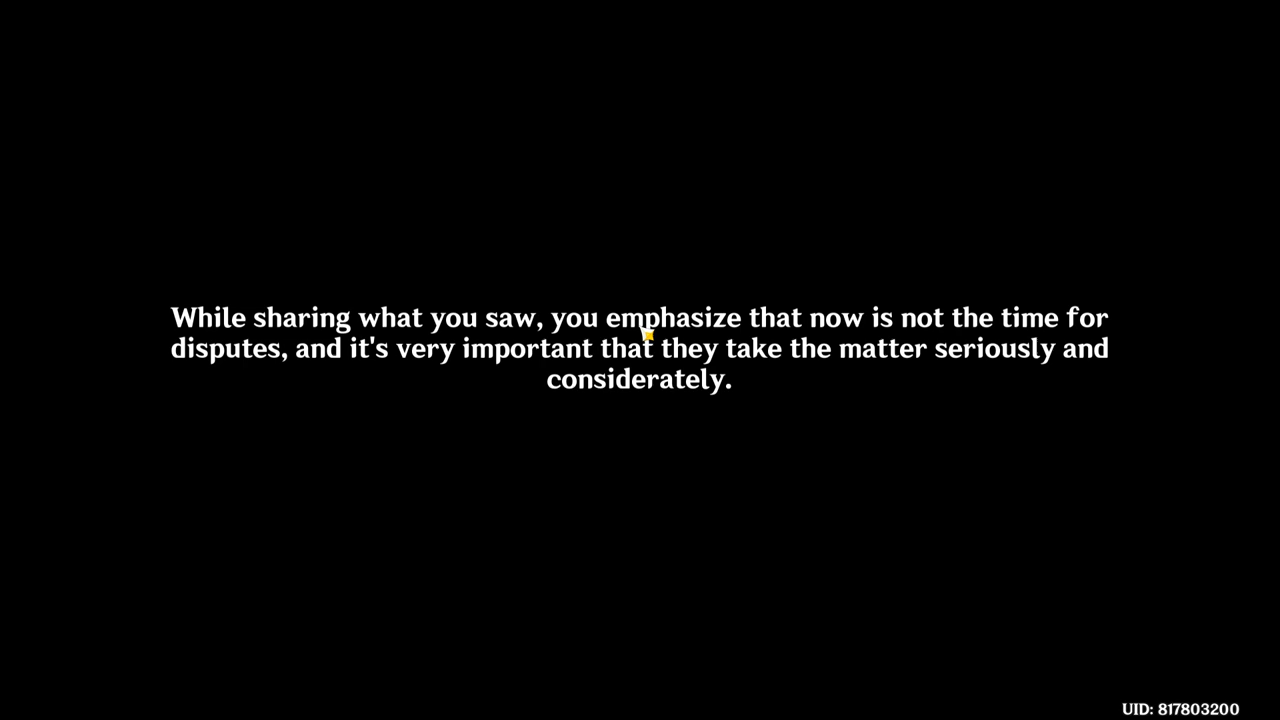 While sharing what you saw, you emphasize that now is not the time for
disputes, and it's very important that they take the matter seriously and
considerately.
UID: 817803200